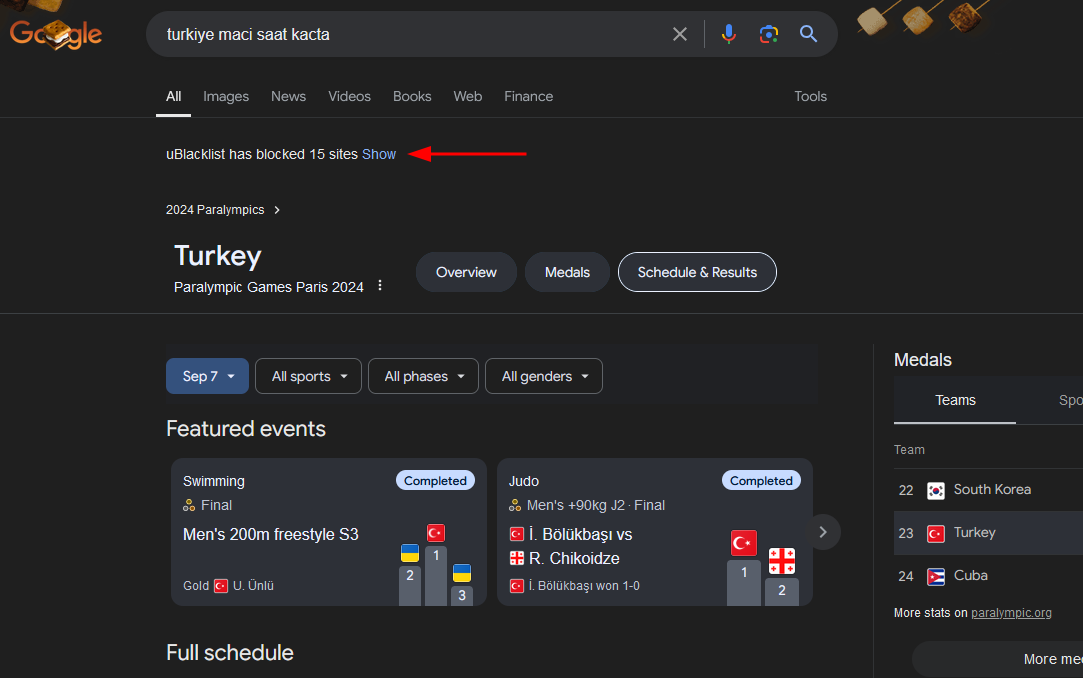 Google
turkiye maci saat kacta
All Images News Videos Books Web Finance Tools
uBlacklist has blocked 15 sites Show
2024 Paralympics
Turkey
Paralympic Games Paris 2024
Overview Medals Schedule & Results
Sep 7 All sports All phases All genders
Featured events
Swimming Completed
Final
Men's 200m freestyle S3
2 1 3
Gold U. Ünlü
Judo Completed
Men's +90kg J2 · Final
İ. Bölükbaşı vs
R. Chikoidze
1 2
İ. Bölükbaşı won 1-0
Full schedule
Medals
Teams Spo
Team
22 South Korea
23 Turkey
24 Cuba
More stats on paralympic.org
More me